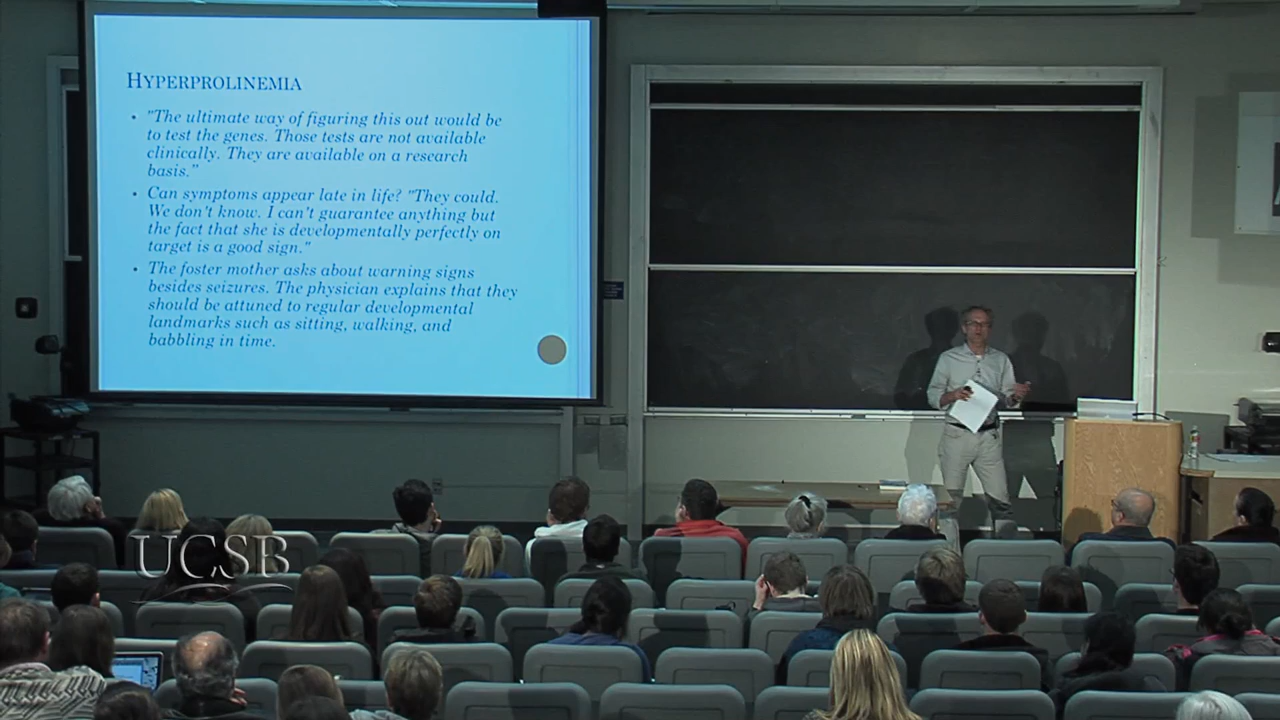 HYPERPROLINEMIA
• "The ultimate way of figuring this out would be
to test the genes. Those tests are not available
clinically. They are available on a research
basis."
• Can symptoms appear late in life? "They could.
We don't know. I can't guarantee anything but
the fact that she is developmentally perfectly on
target is a good sign."
• The foster mother asks about warning signs
besides seizures. The physician explains that they
should be attuned to regular developmental
landmarks such as sitting, walking, and
babbling in time.
UCSB